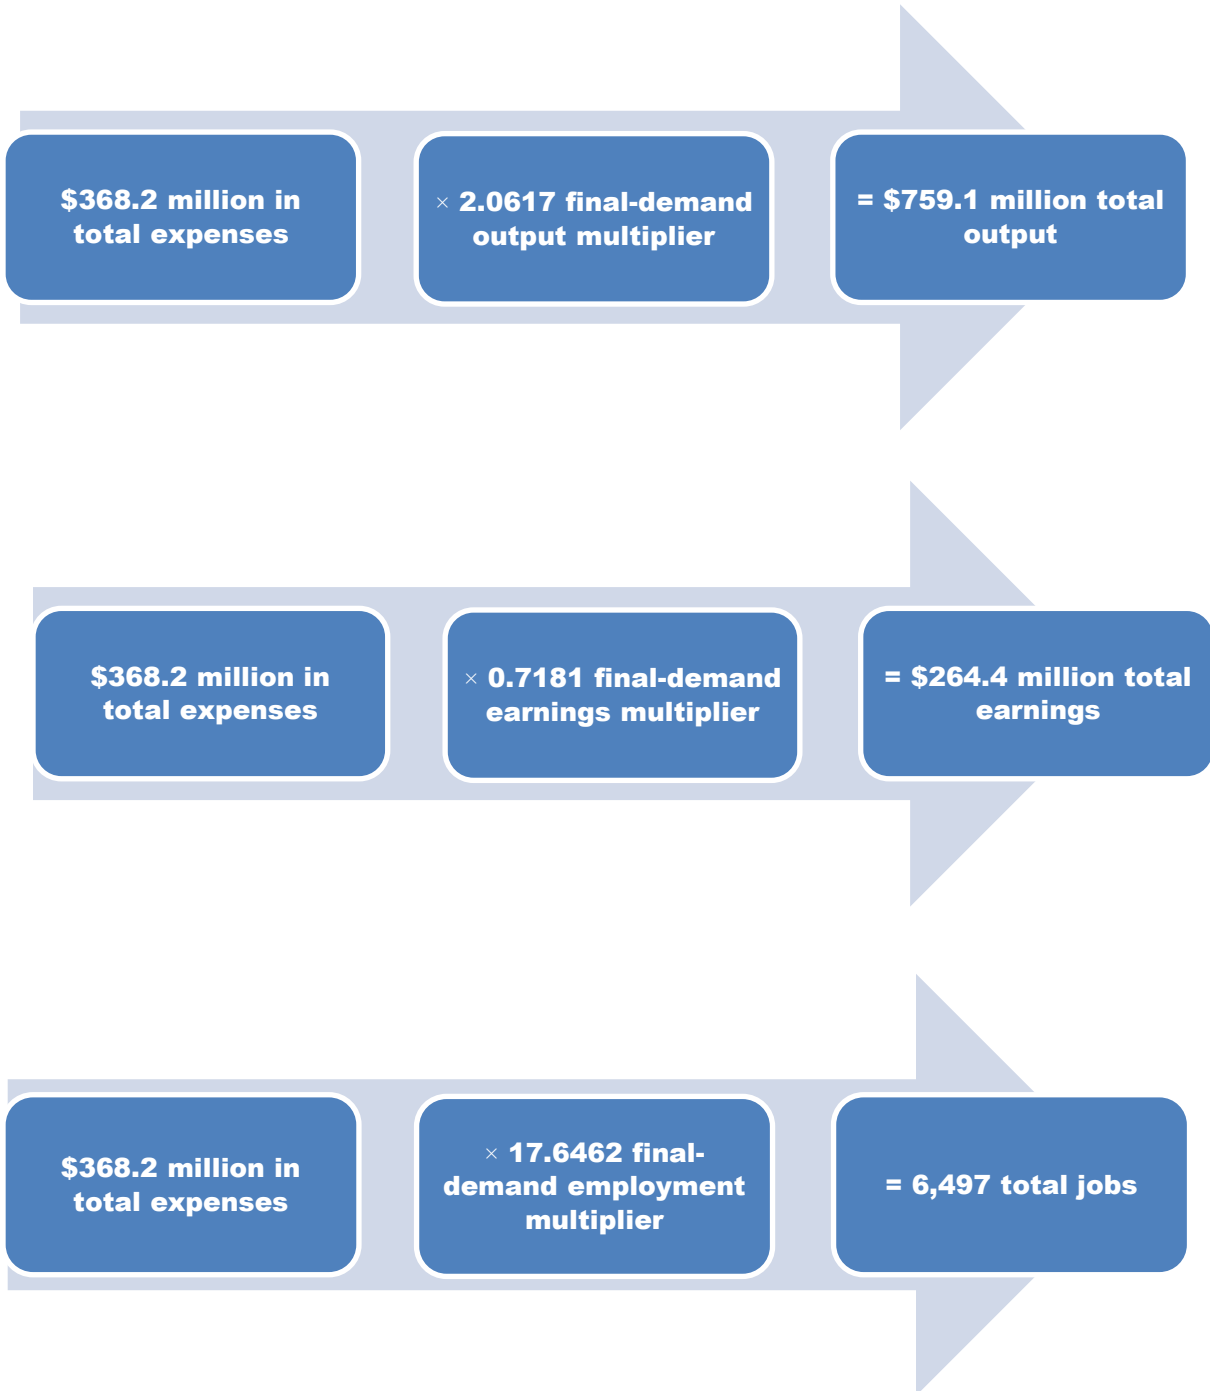 $368.2 million in
total expenses
× 2.0617 final-demand
output multiplier
= $759.1 million total
output
$368.2 million in
total expenses
× 0.7181 final-demand
earnings multiplier
= $264.4 million total
earnings
$368.2 million in
total expenses
× 17.6462 final-
demand employment
multiplier
= 6,497 total jobs